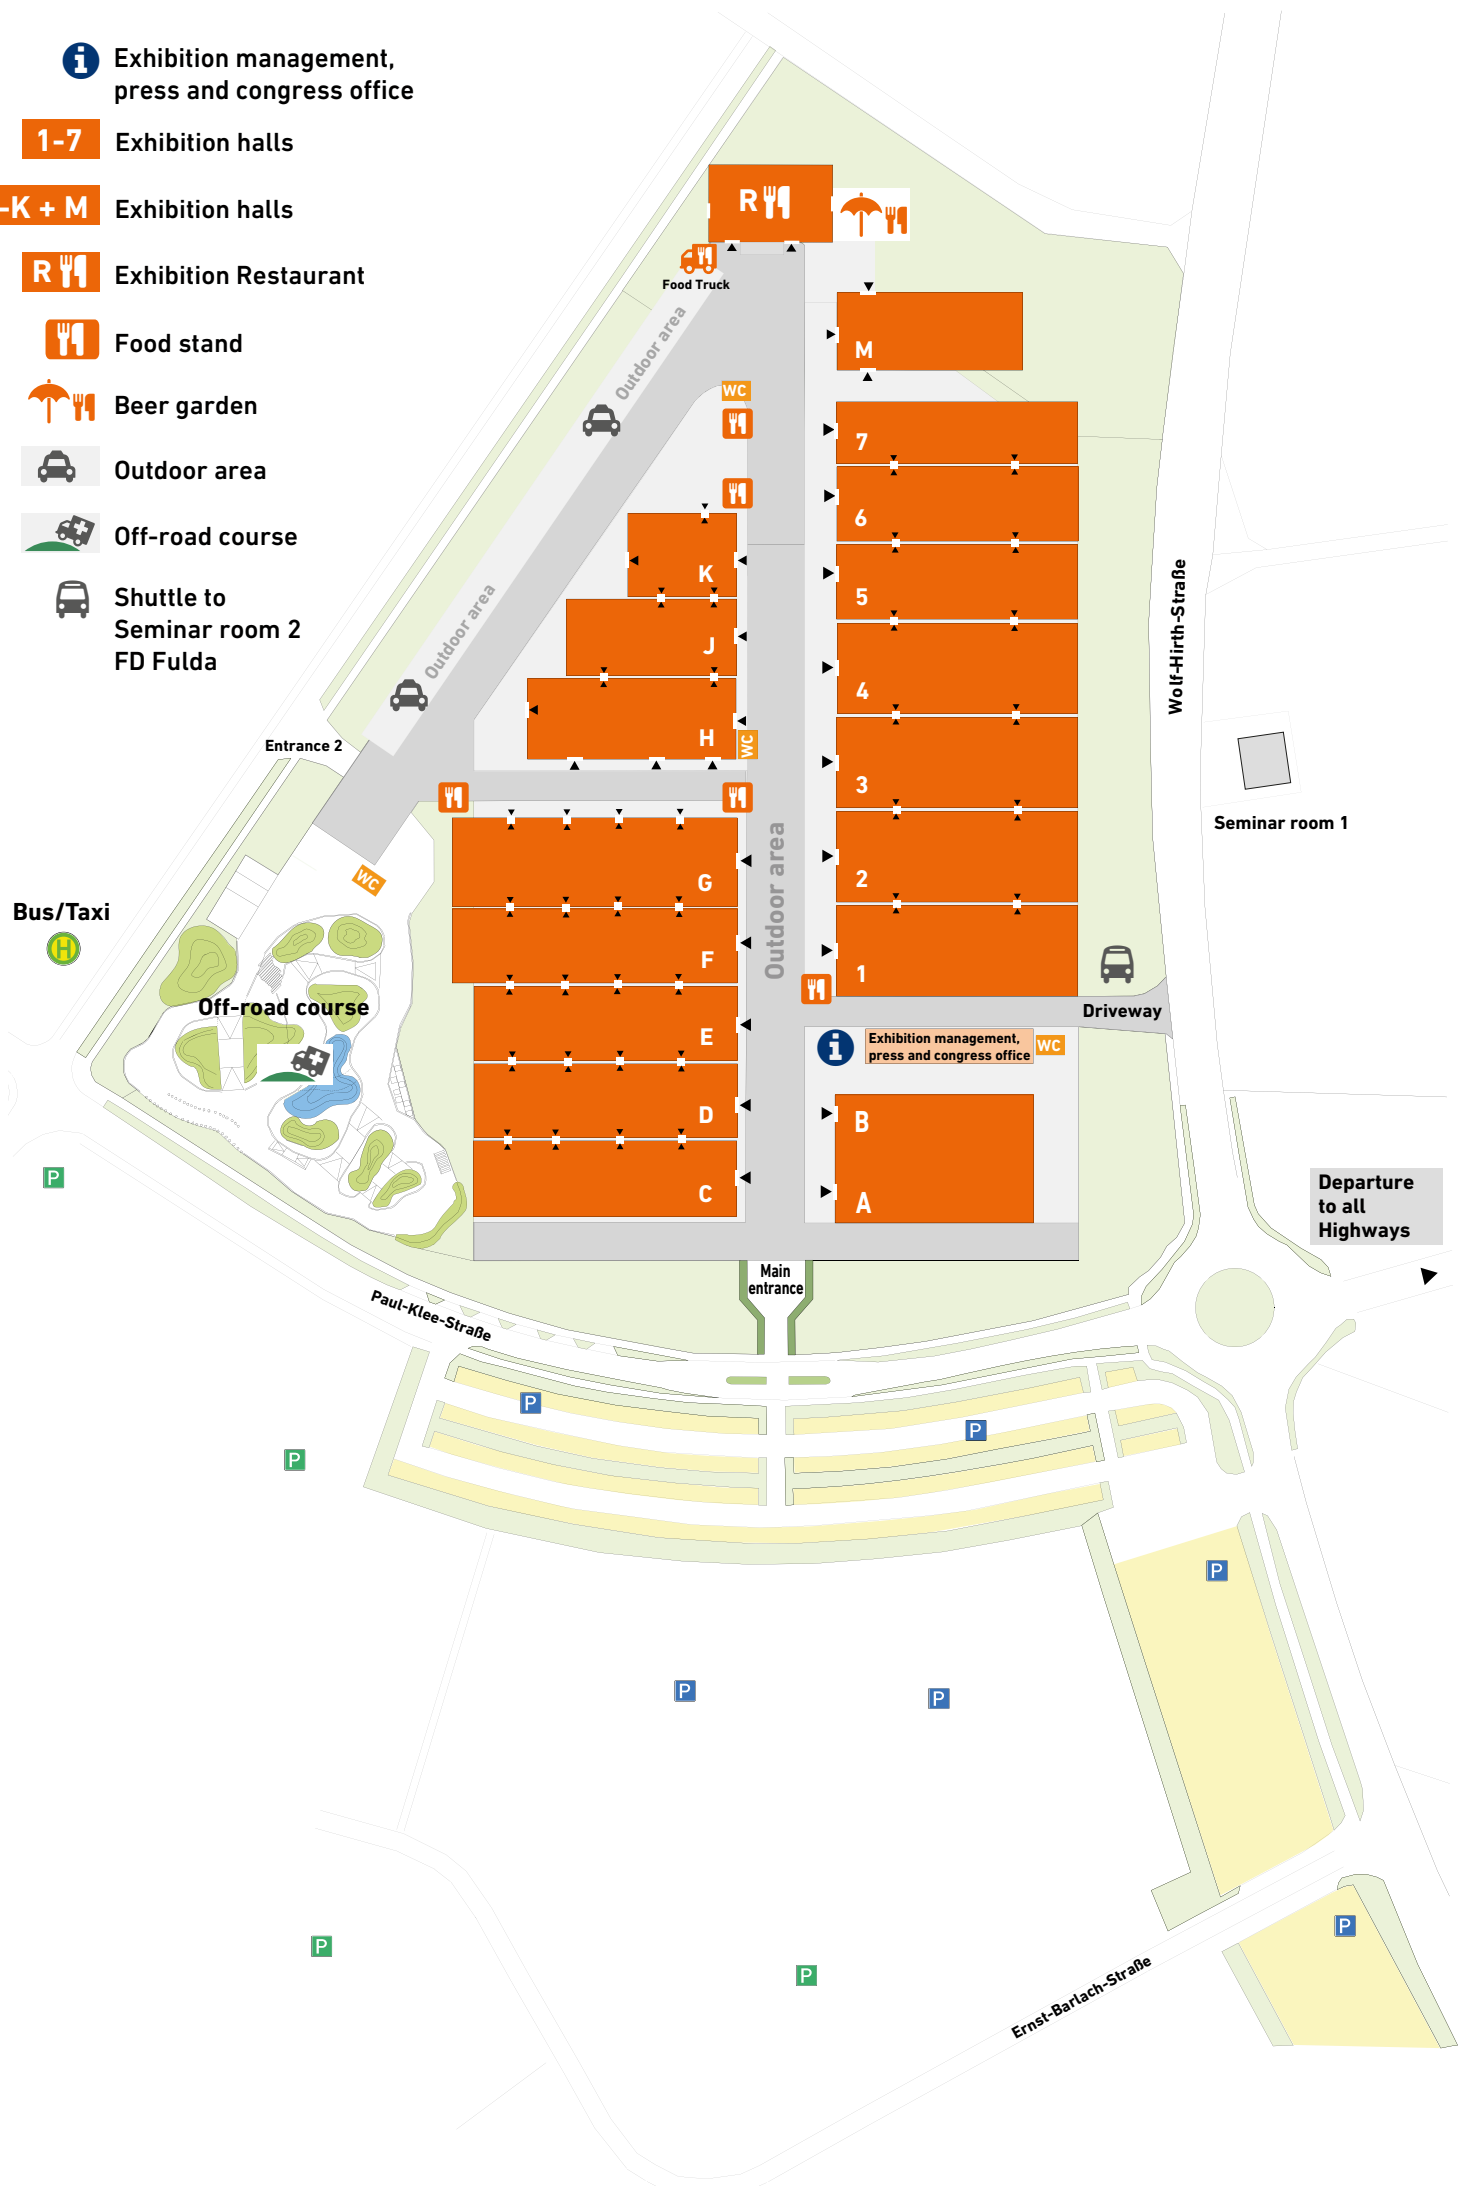 Exhibition management,
press and congress office
1-7
Exhibition halls
-K + M
Exhibition halls
R
Exhibition Restaurant
Food stand
Beer garden
Outdoor area
Off-road course
Shuttle to
Seminar room 2
FD Fulda
R
Food Truck
Outdoor area
M
WC
7
6
K
5
Outdoor area
J
4
Wolf-Hirth-Straße
H
WC
Entrance 2
3
Seminar room 1
G
2
WC
Outdoor area
Bus/Taxi
H
F
1
Off-road course
Driveway
E
Exhibition management,
press and congress office
WC
D
B
P
C
A
Departure
to all
Highways
Main
entrance
Paul-Klee-Straße
P
P
P
P
P
P
P
P
P
Ernst-Barlach-Straße